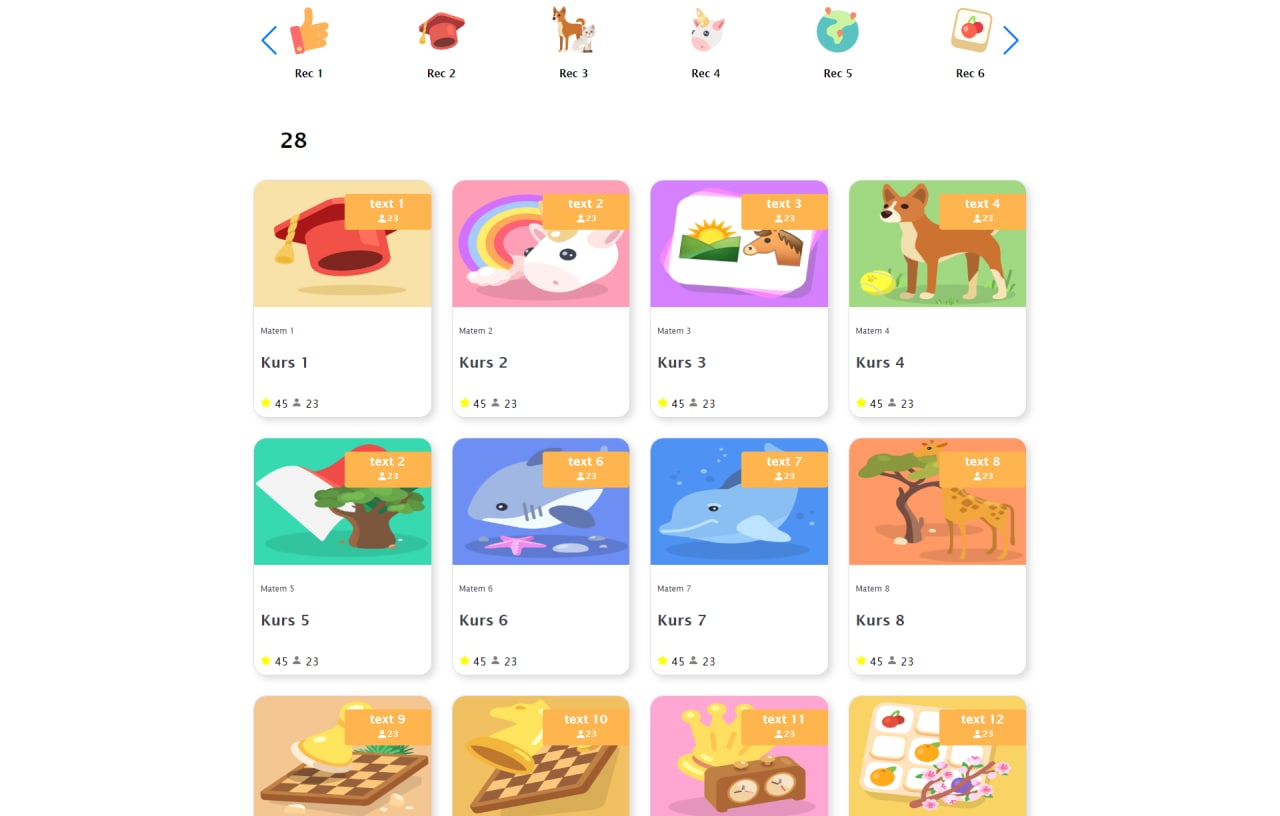 Rec 1
Rec 2
Rec 3
Rec 4
Rec 5
Rec 6
28
text 1
23
text 2
23
text 3
23
text 4
23
Matem 1
Matem 2
Matem 3
Matem 4
Kurs 1
Kurs 2
Kurs 3
Kurs 4
45 23
45 23
45 23
45 23
text 2
23
text 6
23
text 7
23
text 8
23
Matem 5
Matem 6
Matem 7
Matem 8
Kurs 5
Kurs 6
Kurs 7
Kurs 8
45 23
45 23
45 23
45 23
text 9
23
text 10
23
text 11
23
text 12
23